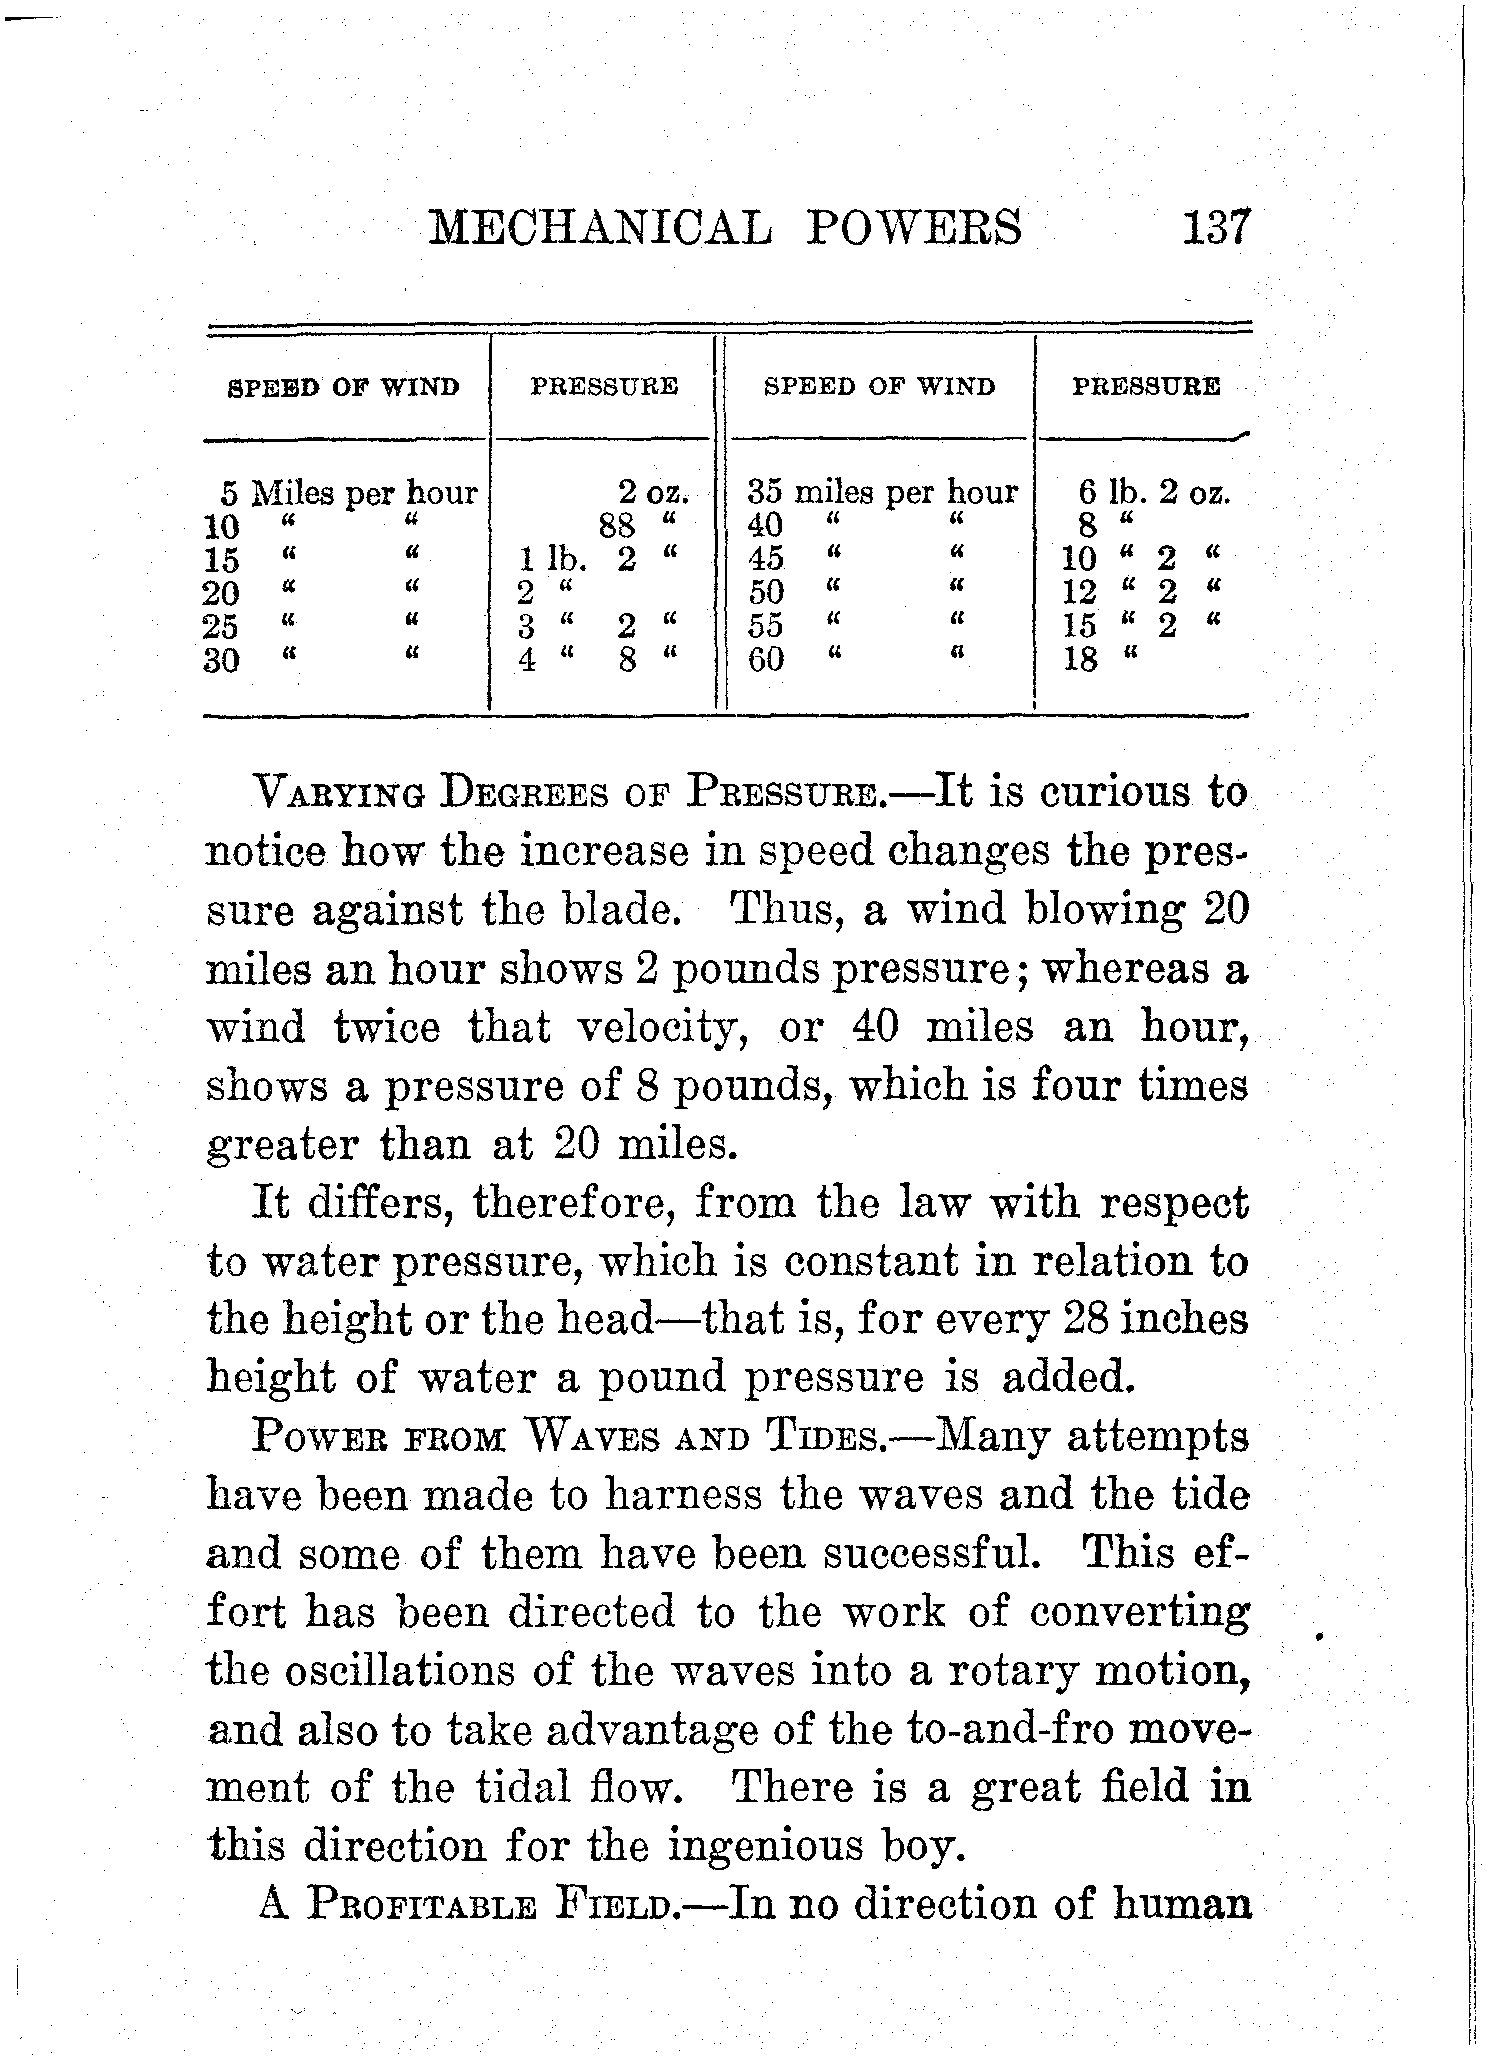 MECHANICAL POWERS 137
SPEED OF WIND PRESSURE SPEED OF WIND PRESSURE
5 Miles per hour 2 oz. 35 miles per hour 6 lb. 2 oz.
10 “ “ 88 “ 40 “ “ 8 “
15 “ “ 1 lb. 2 “ 45 “ “ 10 “ 2 “
20 “ “ 2 “ 50 “ “ 12 “ 2 “
25 “ “ 3 “ 2 “ 55 “ “ 15 “ 2 “
30 “ “ 4 “ 8 “ 60 “ “ 18 “
VARYING DEGREES OF PRESSURE.—It is curious to
notice how the increase in speed changes the pres-
sure against the blade. Thus, a wind blowing 20
miles an hour shows 2 pounds pressure; whereas a
wind twice that velocity, or 40 miles an hour,
shows a pressure of 8 pounds, which is four times
greater than at 20 miles.
It differs, therefore, from the law with respect
to water pressure, which is constant in relation to
the height or the head—that is, for every 28 inches
height of water a pound pressure is added.
POWER FROM WAVES AND TIDES.—Many attempts
have been made to harness the waves and the tide
and some of them have been successful. This ef-
fort has been directed to the work of converting
the oscillations of the waves into a rotary motion,
and also to take advantage of the to-and-fro move-
ment of the tidal flow. There is a great field in
this direction for the ingenious boy.
A PROFITABLE FIELD.—In no direction of human